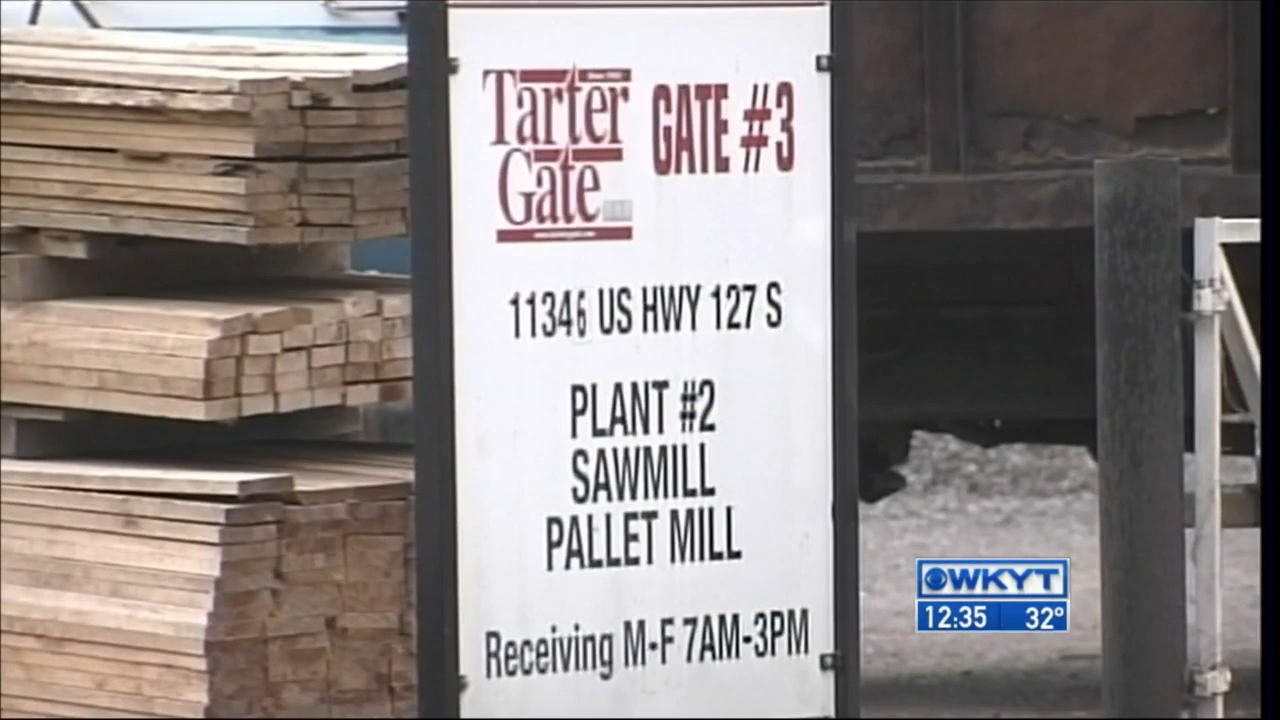 Tarter
Gate
GATE #3
11346 US HWY 127 S
PLANT #2
SAWMILL
PALLET MILL
Receiving M-F 7AM-3PM
WKYT
12:35 32°